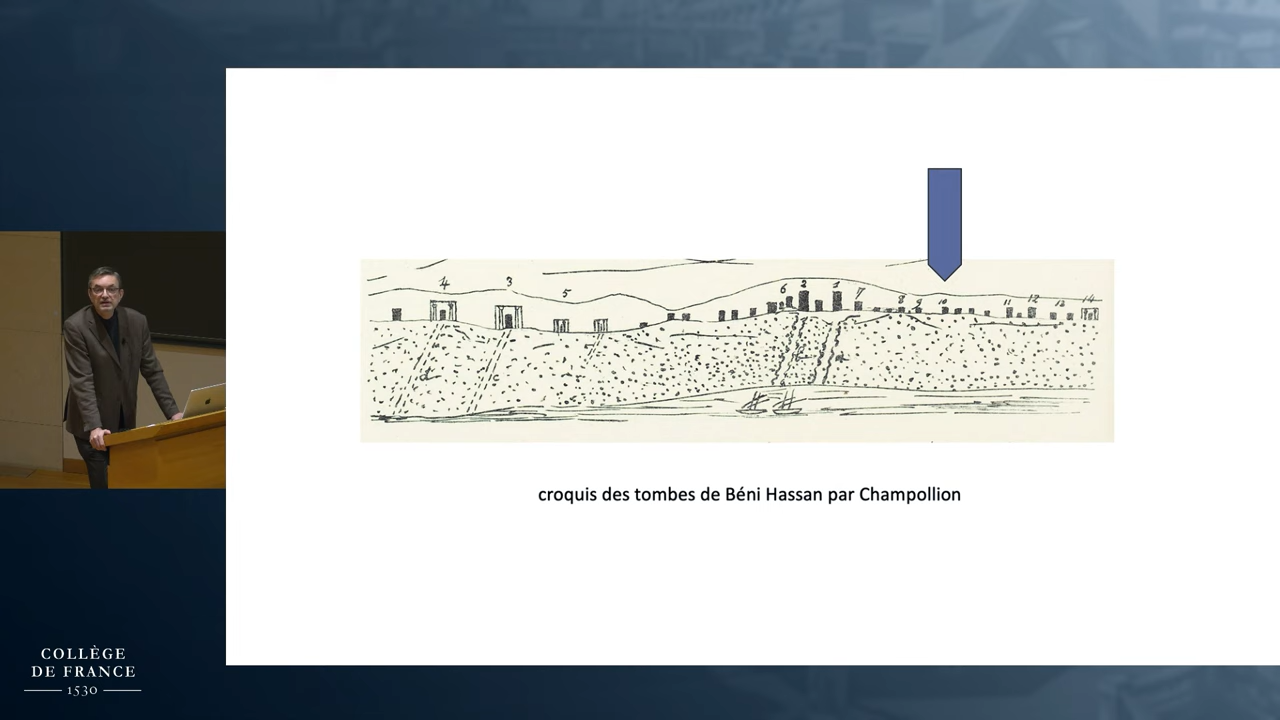 4 3 5 6 2 1 7 8 9 10 11 12 13 14
c
croquis des tombes de Béni Hassan par Champollion
COLLÈGE
DE FRANCE
1530